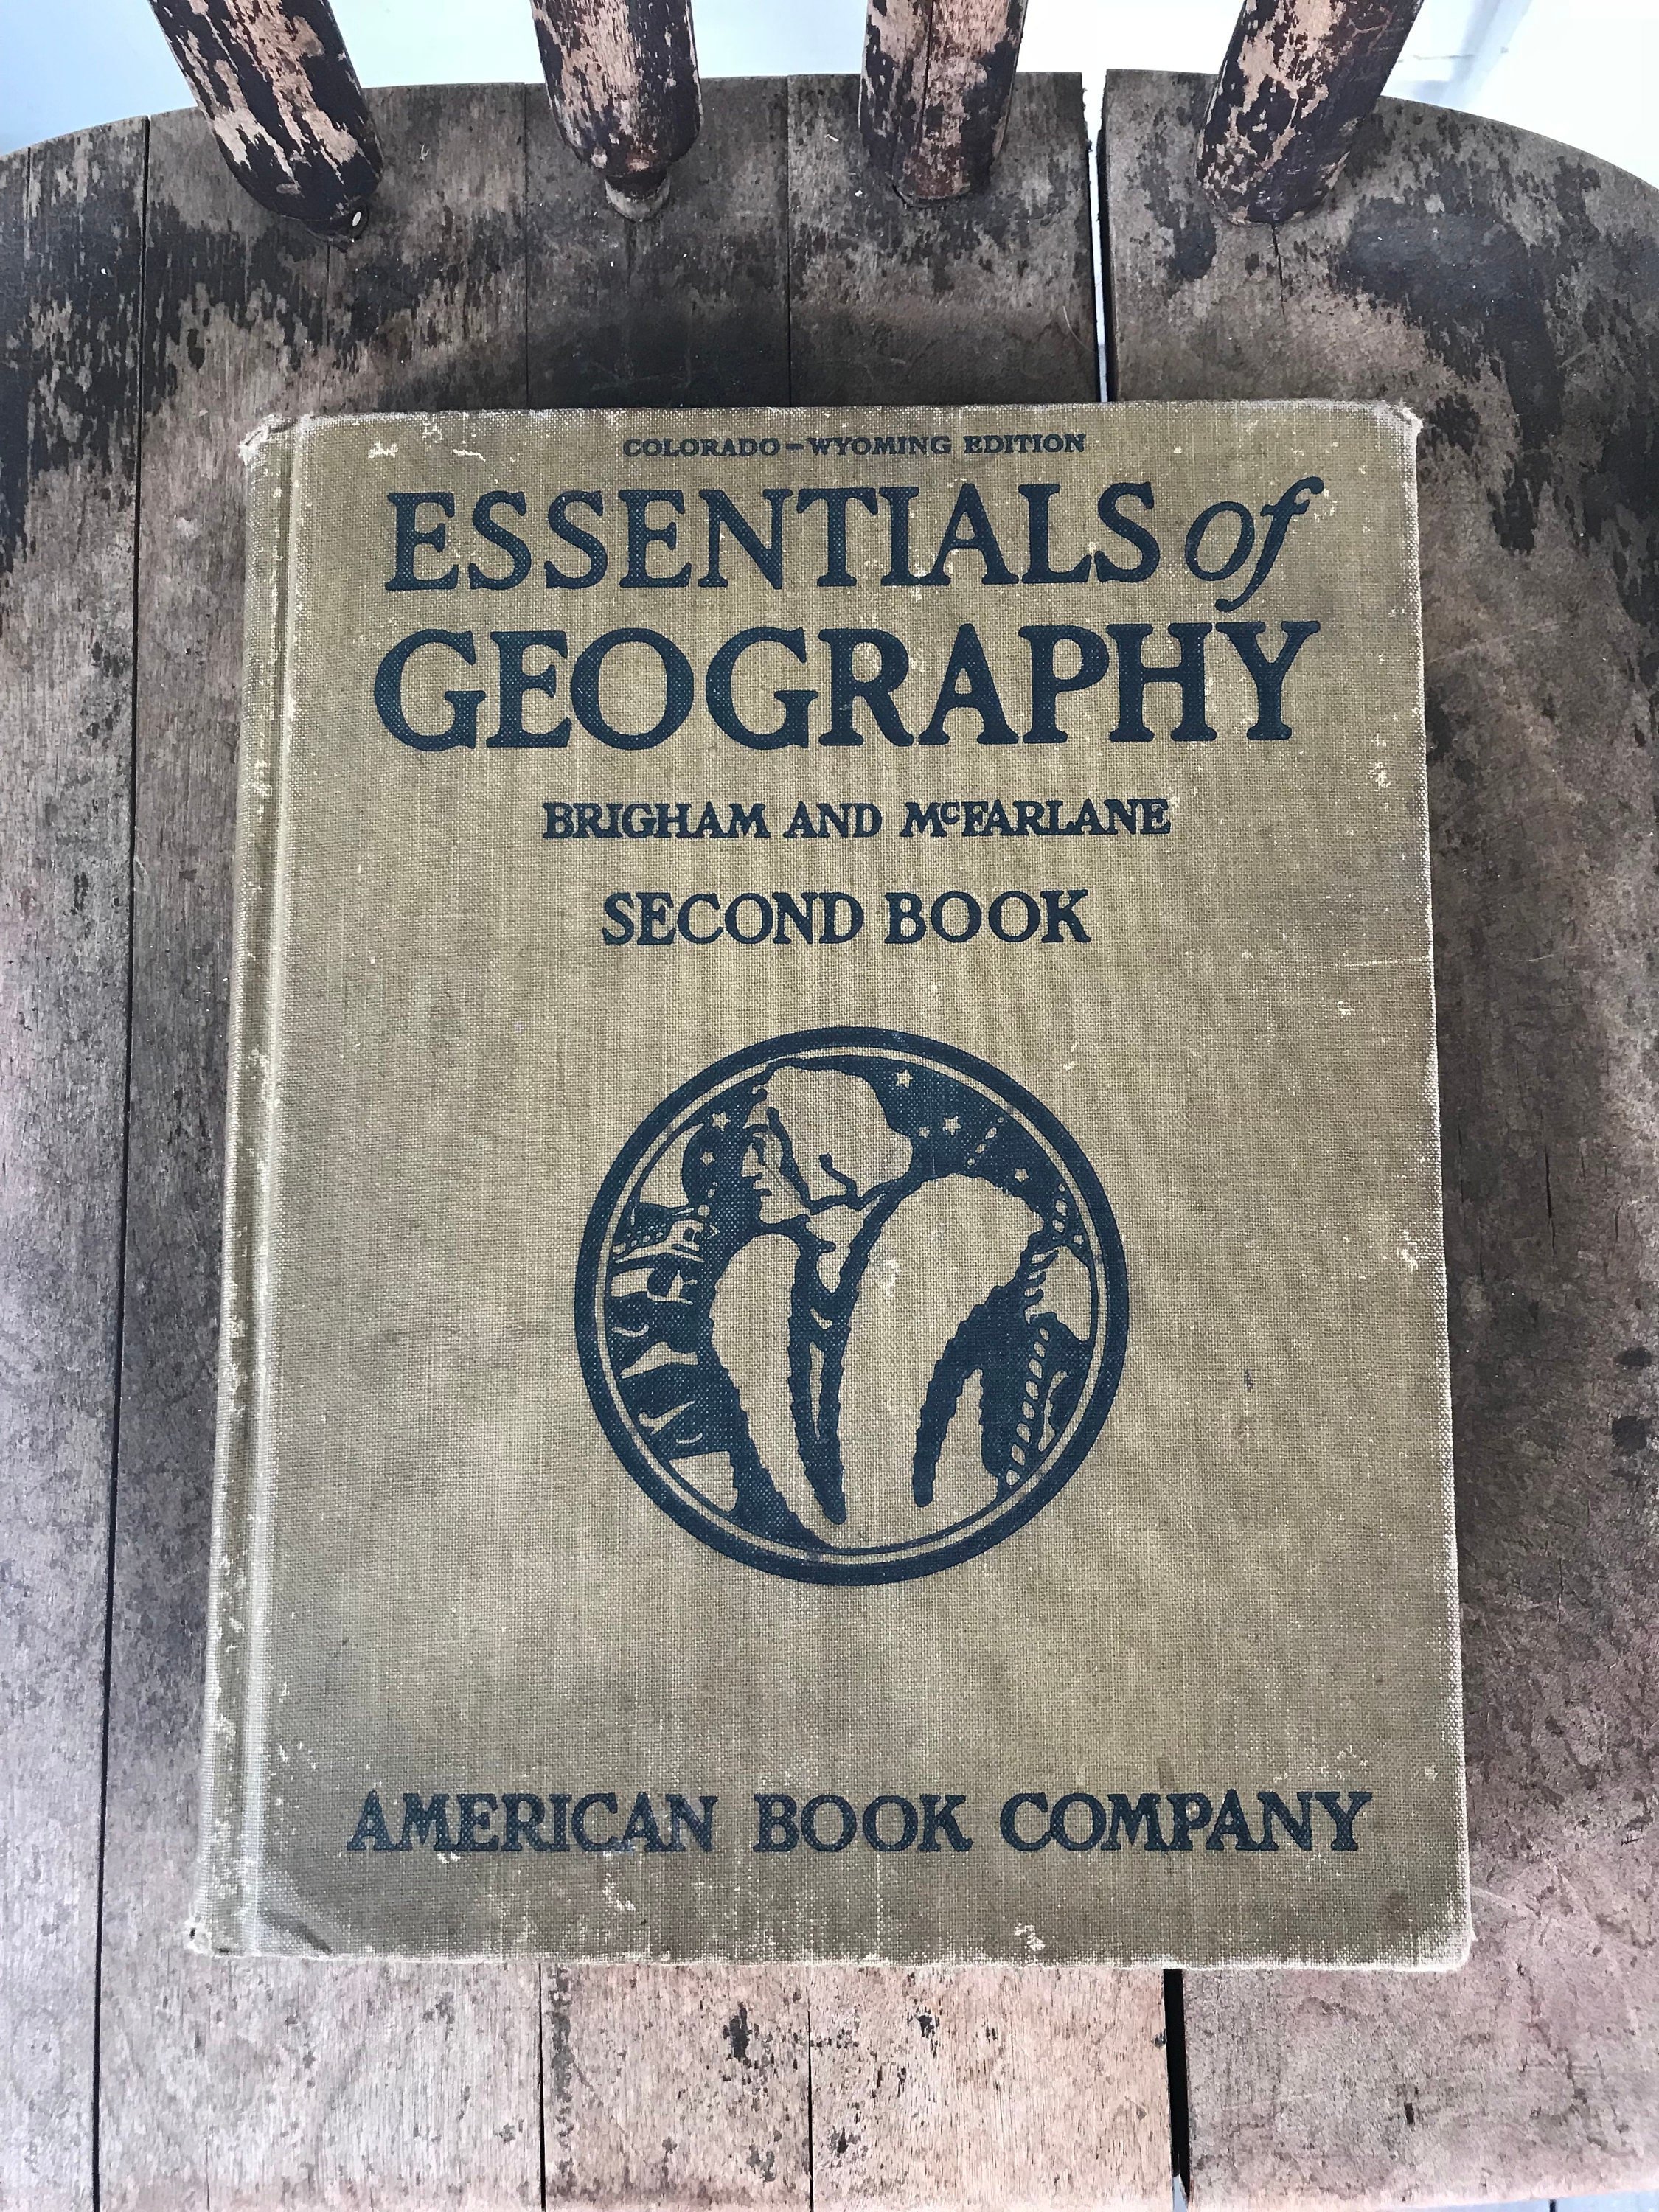 COLORADO-WYOMING EDITION
ESSENTIALS of
GEOGRAPHY
BRIGHAM AND McFARLANE
SECOND BOOK
AMERICAN BOOK COMPANY